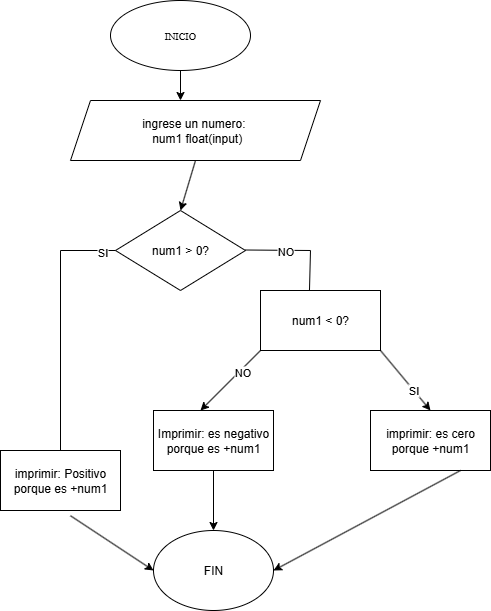 INICIO
ingrese un numero:
num1 float(input)
num1 > 0?
SI
NO
num1 < 0?
NO
SI
Imprimir: es negativo
porque es +num1
imprimir: es cero
porque +num1
imprimir: Positivo
porque es +num1
FIN